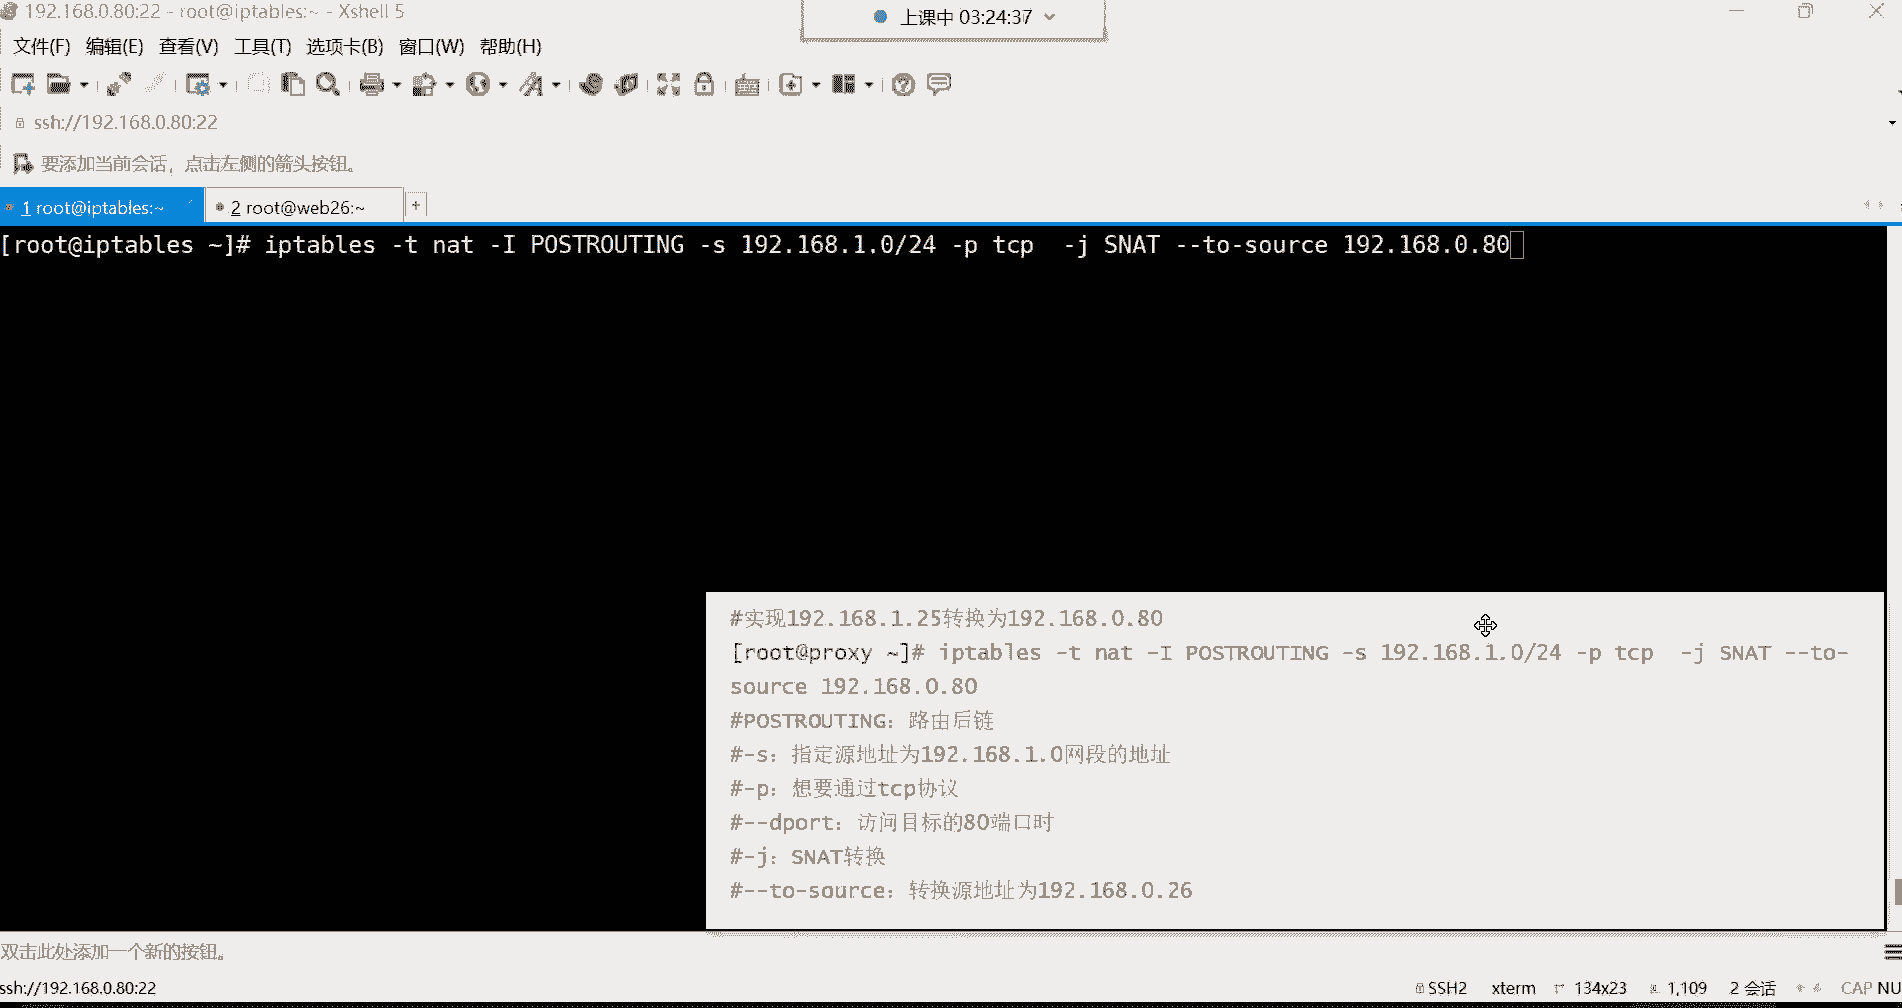 192.168.0.80:22 - root@iptables:~ - Xshell 5
上课中 03:24:37
文件(F) 编辑(E) 查看(V) 工具(T) 选项卡(B) 窗口(W) 帮助(H)
ssh://192.168.0.80:22
要添加当前会话，点击左侧的箭头按钮。
1 root@iptables:~ 2 root@web26:~ +
[root@iptables ~]# iptables -t nat -I POSTROUTING -s 192.168.1.0/24 -p tcp  -j SNAT --to-source 192.168.0.80
#实现192.168.1.25转换为192.168.0.80
[root@proxy ~]# iptables -t nat -I POSTROUTING -s 192.168.1.0/24 -p tcp  -j SNAT --to-
source 192.168.0.80
#POSTROUTING：路由后链
#-s：指定源地址为192.168.1.0网段的地址
#-p：想要通过tcp协议
#--dport：访问目标的80端口时
#-j：SNAT转换
#--to-source：转换源地址为192.168.0.26
双击此处添加一个新的按钮。
ssh://192.168.0.80:22 SSH2 xterm 134x23 1,109 2 会话 CAP NU